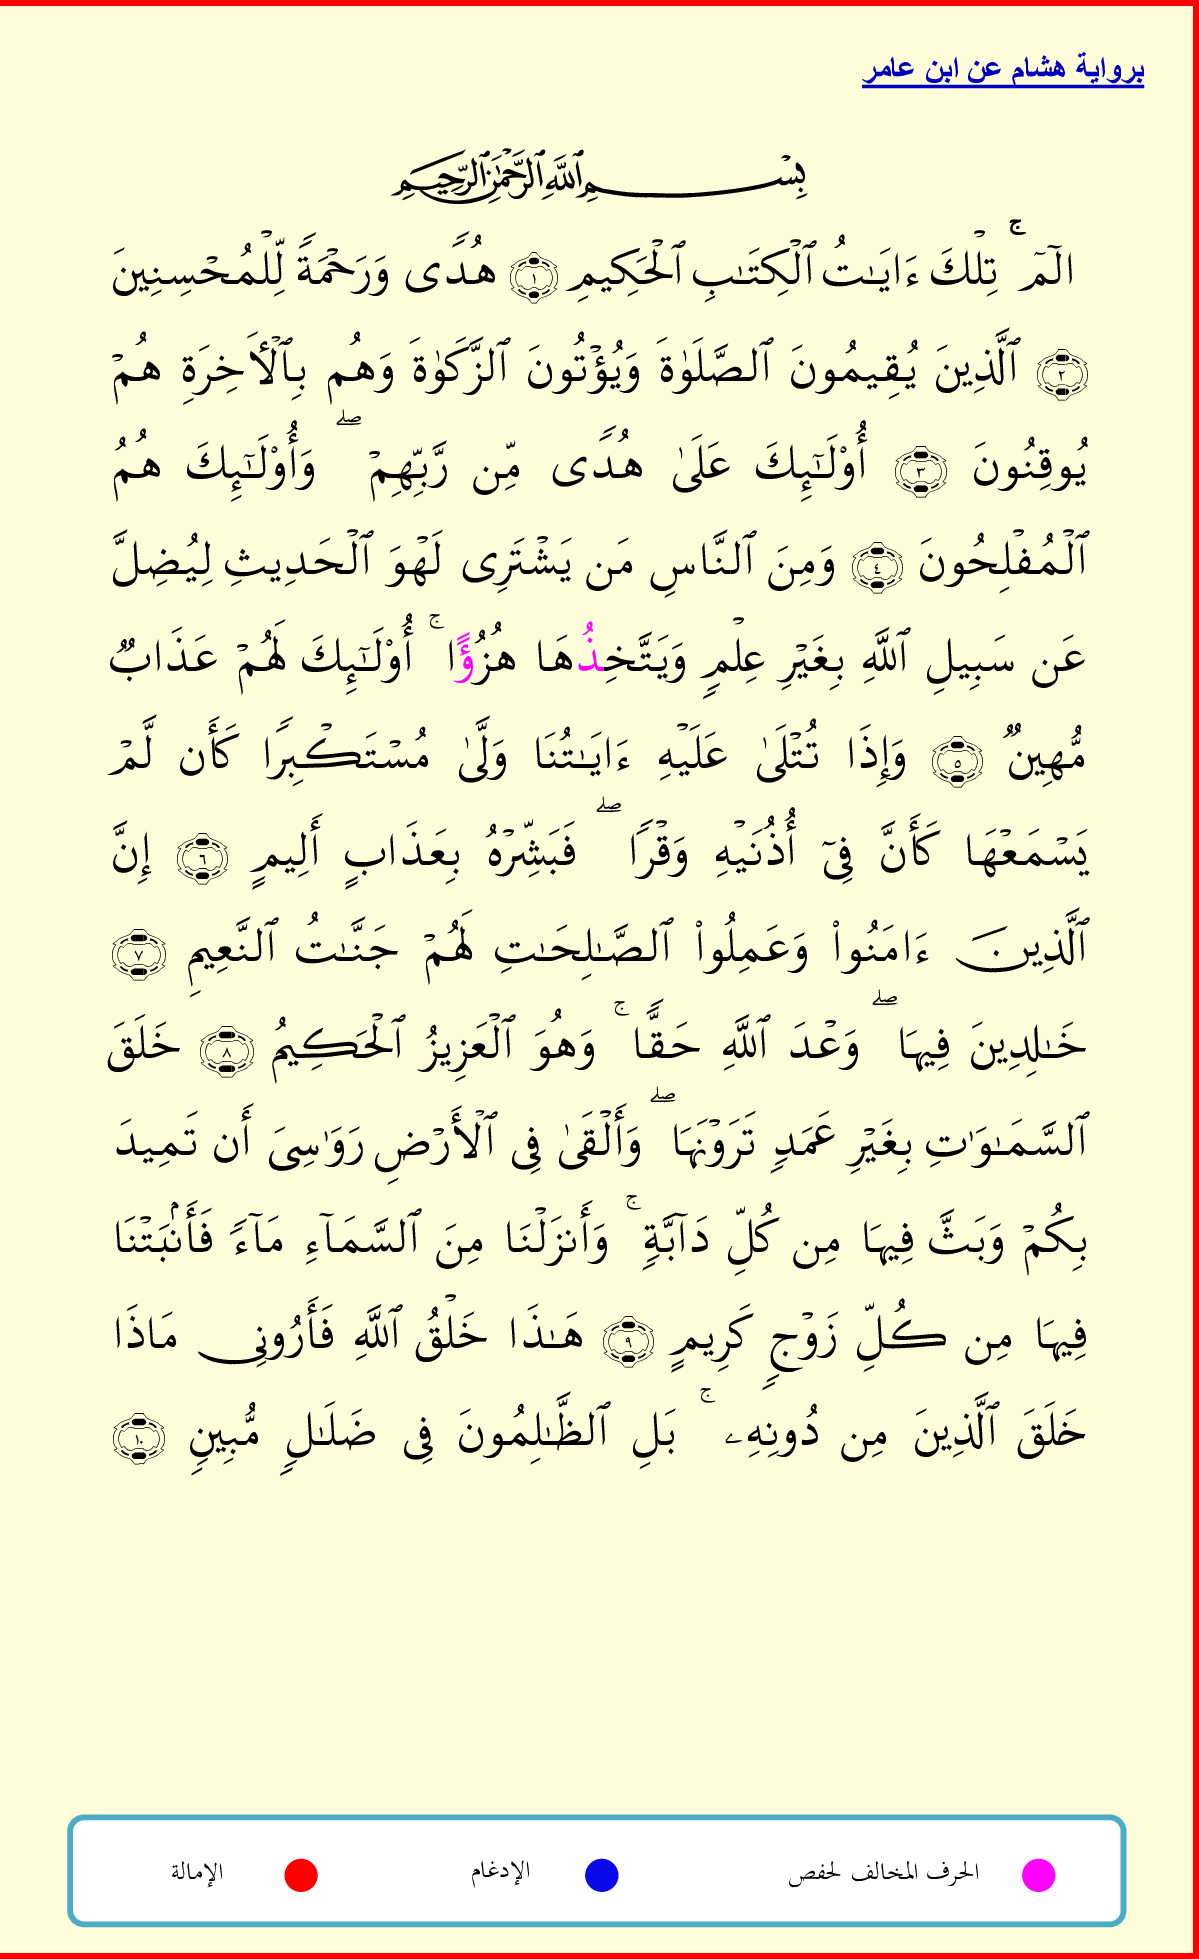 برواية هشام عن ابن عامر
بِسْمِ ٱللَّهِ ٱلرَّحْمَٰنِ ٱلرَّحِيمِ
الٓمٓ ۚ تِلْكَ ءَايَـٰتُ ٱلْكِتَـٰبِ ٱلْحَكِيمِ ١ هُدًى وَرَحْمَةً لِّلْمُحْسِنِينَ
٢ ٱلَّذِينَ يُقِيمُونَ ٱلصَّلَوٰةَ وَيُؤْتُونَ ٱلزَّكَوٰةَ وَهُم بِٱلْأَخِرَةِ هُمْ
يُوقِنُونَ ٣ أُوْلَـٰٓئِكَ عَلَىٰ هُدًى مِّن رَّبِّهِمْ ۖ وَأُوْلَـٰٓئِكَ هُمُ
ٱلْمُفْلِحُونَ ٤ وَمِنَ ٱلنَّاسِ مَن يَشْتَرِى لَهْوَ ٱلْحَدِيثِ لِيُضِلَّ
عَن سَبِيلِ ٱللَّهِ بِغَيْرِ عِلْمٍ وَيَتَّخِذُهَا هُزُؤًا ۚ أُوْلَـٰٓئِكَ لَهُمْ عَذَابٌ
مُّهِينٌ ٥ وَإِذَا تُتْلَىٰ عَلَيْهِ ءَايَـٰتُنَا وَلَّىٰ مُسْتَكْبِرًا كَأَن لَّمْ
يَسْمَعْهَا كَأَنَّ فِىٓ أُذُنَيْهِ وَقْرًا ۖ فَبَشِّرْهُ بِعَذَابٍ أَلِيمٍ ٦ إِنَّ
ٱلَّذِينَ ءَامَنُوا۟ وَعَمِلُوا۟ ٱلصَّـٰلِحَـٰتِ لَهُمْ جَنَّـٰتُ ٱلنَّعِيمِ ٧
خَـٰلِدِينَ فِيهَا ۖ وَعْدَ ٱللَّهِ حَقًّا ۚ وَهُوَ ٱلْعَزِيزُ ٱلْحَكِيمُ ٨ خَلَقَ
ٱلسَّمَـٰوَٰتِ بِغَيْرِ عَمَدٍ تَرَوْنَهَا ۖ وَأَلْقَىٰ فِى ٱلْأَرْضِ رَوَٰسِىَ أَن تَمِيدَ
بِكُمْ وَبَثَّ فِيهَا مِن كُلِّ دَآبَّةٍ ۚ وَأَنزَلْنَا مِنَ ٱلسَّمَآءِ مَآءً فَأَنۢبَتْنَا
فِيهَا مِن كُلِّ زَوْجٍ كَرِيمٍ ٩ هَـٰذَا خَلْقُ ٱللَّهِ فَأَرُونِى مَاذَا
خَلَقَ ٱلَّذِينَ مِن دُونِهِۦ ۚ بَلِ ٱلظَّـٰلِمُونَ فِى ضَلَـٰلٍ مُّبِينٍ ١٠
الحرف المخالف لحفص الإدغام الإمالة